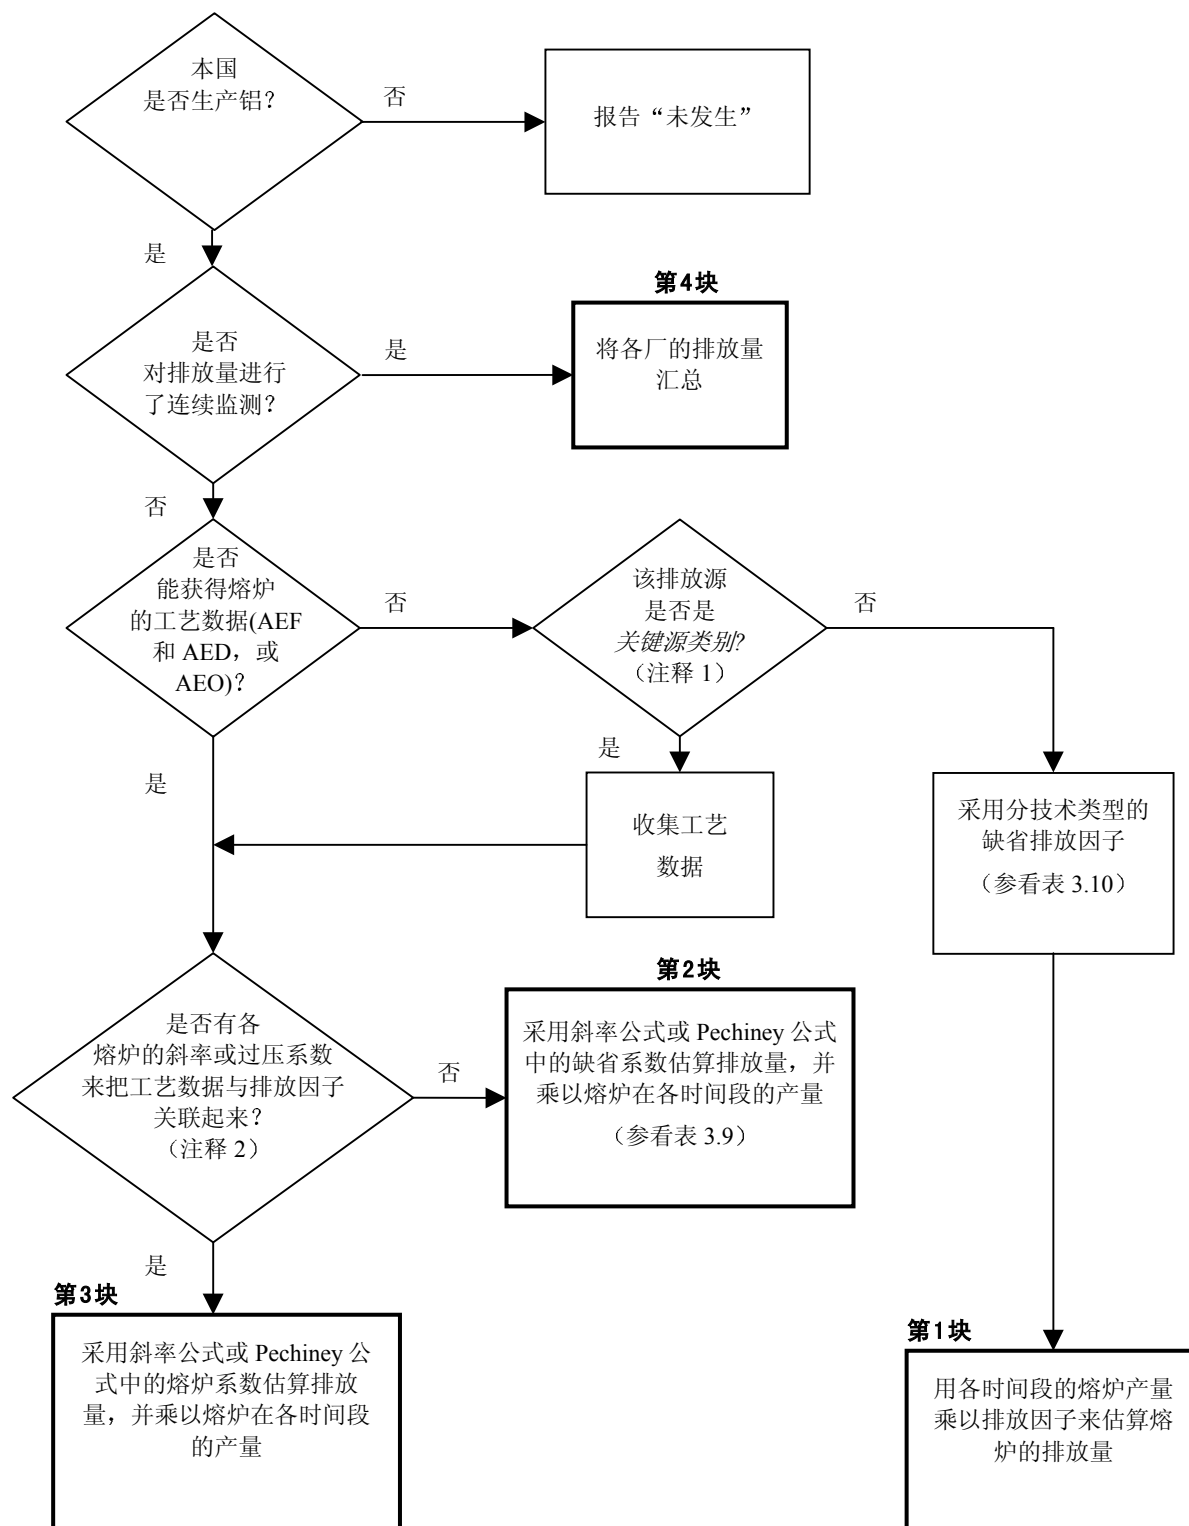 本国
是否生产铝？
否
报告“未发生”
是
第4块
是否
对排放量进行
了连续监测？
是
将各厂的排放量
汇总
否
是否
能获得熔炉
的工艺数据(AEF
和 AED，或
AEO)？
否
该排放源
是否是
关键源类别?
（注释 1）
否
是
是
收集工艺
数据
采用分技术类型的
缺省排放因子
（参看表 3.10）
第2块
是否有各
熔炉的斜率或过压系数
来把工艺数据与排放因子
关联起来？
（注释 2）
否
采用斜率公式或 Pechiney 公式
中的缺省系数估算排放量，并
乘以熔炉在各时间段的产量
（参看表 3.9）
是
第3块
采用斜率公式或 Pechiney 公
式中的熔炉系数估算排放
量，并乘以熔炉在各时间段
的产量
第1块
用各时间段的熔炉产量
乘以排放因子来估算熔
炉的排放量